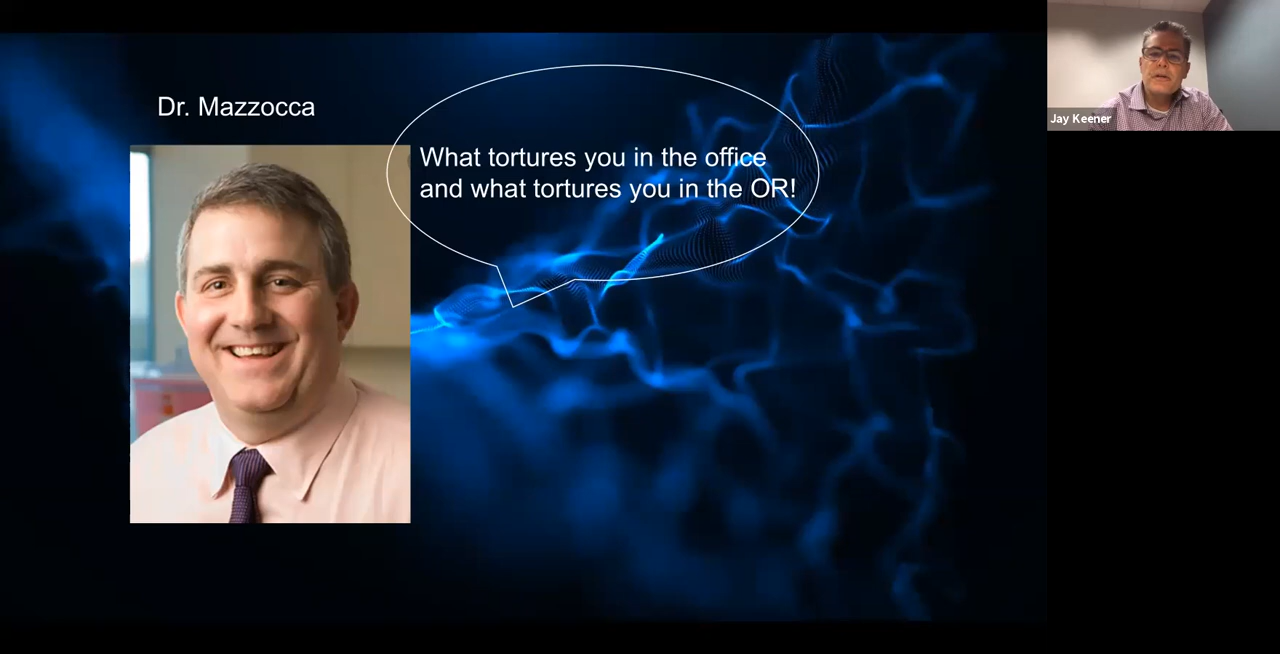 Dr. Mazzocca
What tortures you in the office
and what tortures you in the OR!
Jay Keener